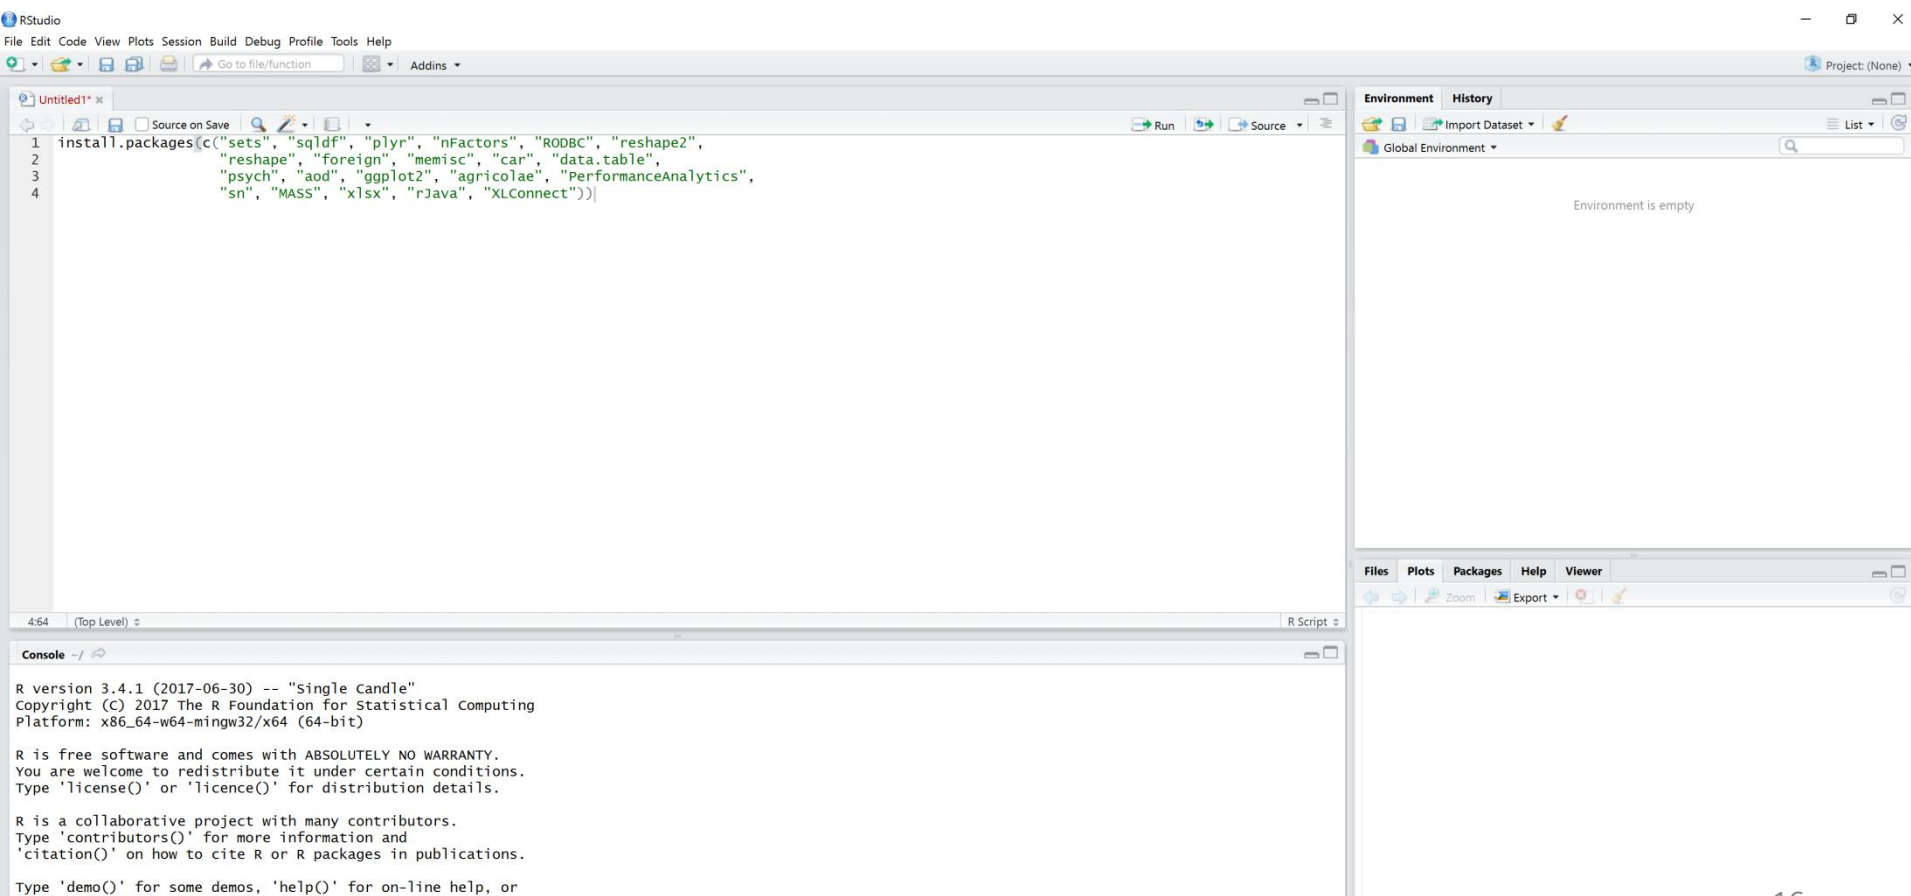 RStudio
File Edit Code View Plots Session Build Debug Profile Tools Help
Go to file/function Addins Project: (None)
Untitled1*
Source on Save Run Source
1 install.packages(c("sets", "sqldf", "plyr", "nFactors", "RODBC", "reshape2",
2 "reshape", "foreign", "memisc", "car", "data.table",
3 "psych", "aod", "ggplot2", "agricolae", "PerformanceAnalytics",
4 "sn", "MASS", "xlsx", "rJava", "XLConnect"))
4:64 (Top Level) R Script
Console ~/
R version 3.4.1 (2017-06-30) -- "Single Candle"
Copyright (C) 2017 The R Foundation for Statistical Computing
Platform: x86_64-w64-mingw32/x64 (64-bit)
R is free software and comes with ABSOLUTELY NO WARRANTY.
You are welcome to redistribute it under certain conditions.
Type 'license()' or 'licence()' for distribution details.
R is a collaborative project with many contributors.
Type 'contributors()' for more information and
'citation()' on how to cite R or R packages in publications.
Type 'demo()' for some demos, 'help()' for on-line help, or
Environment History
Import Dataset List
Global Environment
Environment is empty
Files Plots Packages Help Viewer
Zoom Export